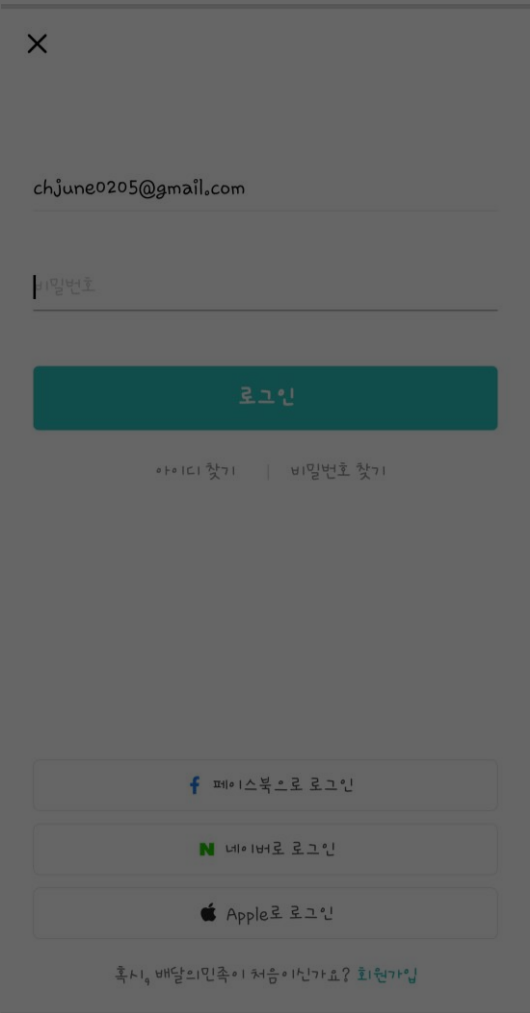 chjune0205@gmail.com
비밀번호
로그인
아이디 찾기 | 비밀번호 찾기
페이스북으로 로그인
네이버로 로그인
Apple로 로그인
혹시, 배달의민족이 처음이신가요? 회원가입